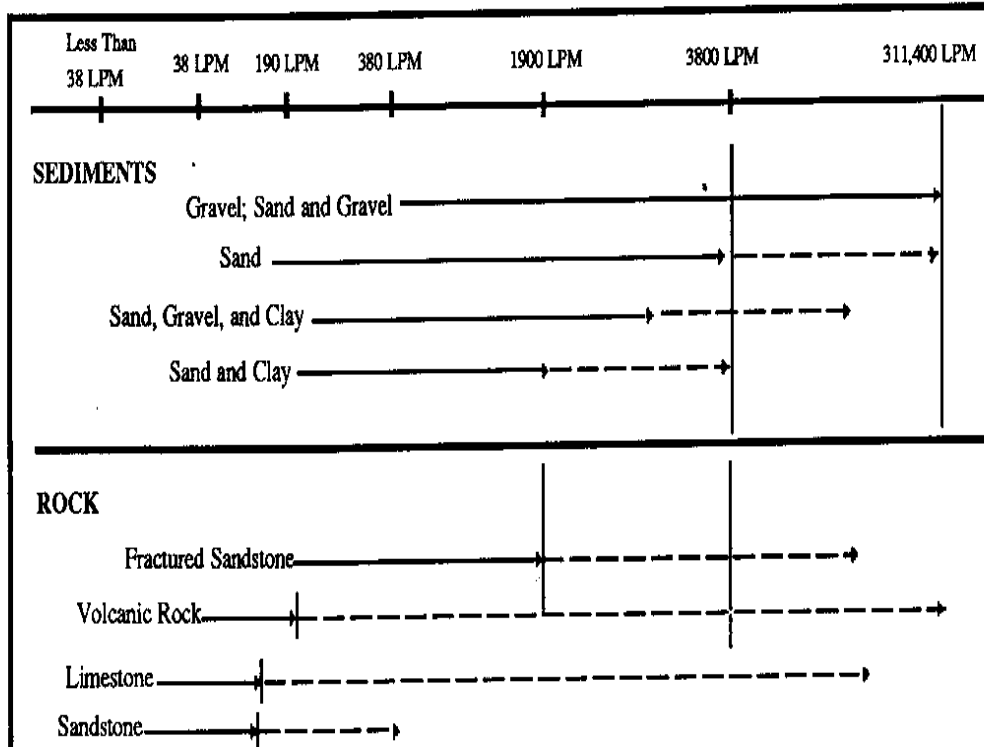 Less Than
38 LPM 38 LPM 190 LPM 380 LPM 1900 LPM 3800 LPM 311,400 LPM
SEDIMENTS
Gravel; Sand and Gravel
Sand
Sand, Gravel, and Clay
Sand and Clay
ROCK
Fractured Sandstone
Volcanic Rock
Limestone
Sandstone